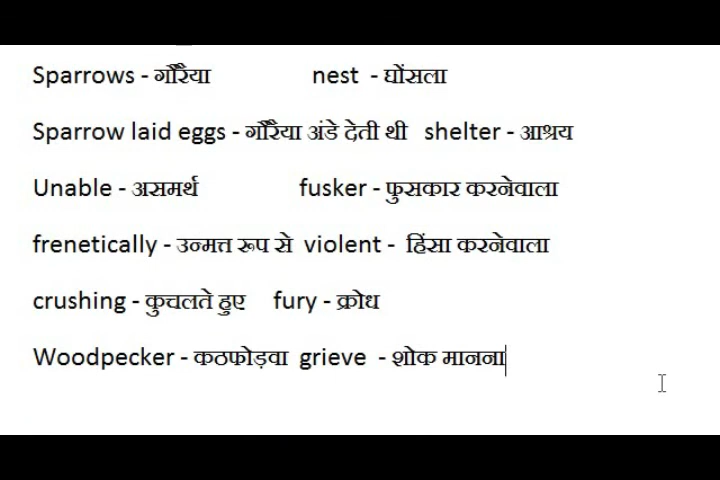 Sparrows - गौरैया nest - घोंसला
Sparrow laid eggs - गौरैया अंडे देती थी shelter - आश्रय
Unable - असमर्थ fusker - फुसकार करनेवाला
frenetically - उन्मत्त रूप से violent - हिंसा करनेवाला
crushing - कुचलते हुए fury - क्रोध
Woodpecker - कठफोड़वा grieve - शोक मानना